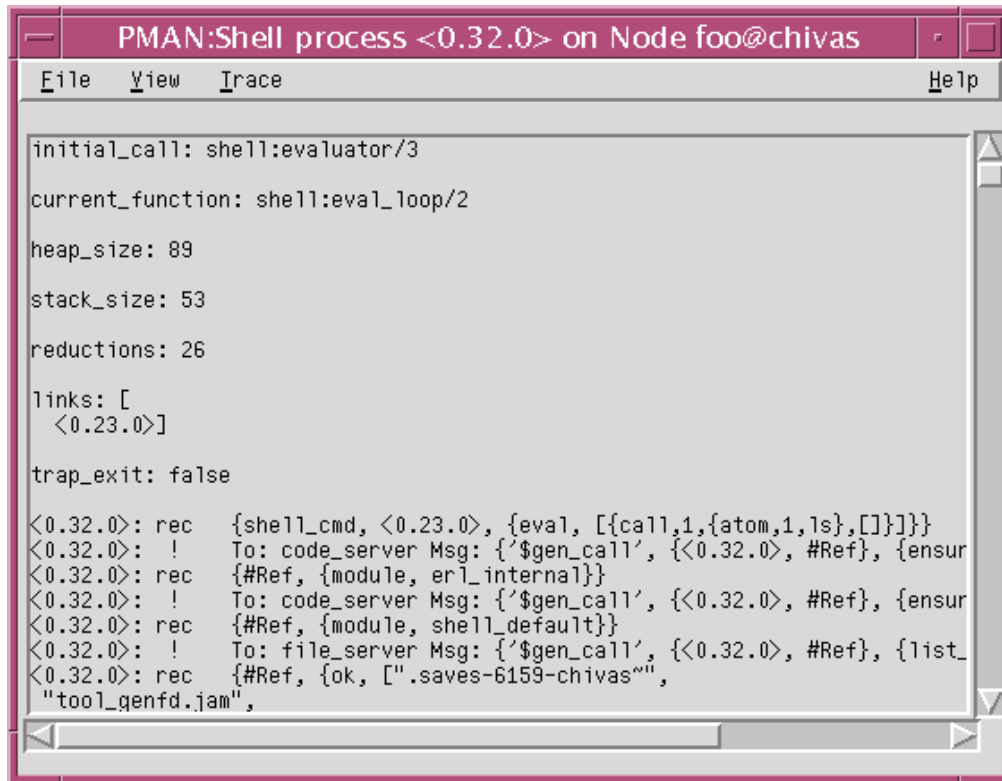 PMAN:Shell process <0.32.0> on Node foo@chivas
File View Trace Help
initial_call: shell:evaluator/3
current_function: shell:eval_loop/2
heap_size: 89
stack_size: 53
reductions: 26
links: [
  <0.23.0>]
trap_exit: false
<0.32.0>: rec   {shell_cmd, <0.23.0>, {eval, [{call,1,{atom,1,ls},[]}]}}
<0.32.0>:  !    To: code_server Msg: {'$gen_call', {<0.32.0>, #Ref}, {ensur
<0.32.0>: rec   {#Ref, {module, erl_internal}}
<0.32.0>:  !    To: code_server Msg: {'$gen_call', {<0.32.0>, #Ref}, {ensur
<0.32.0>: rec   {#Ref, {module, shell_default}}
<0.32.0>:  !    To: file_server Msg: {'$gen_call', {<0.32.0>, #Ref}, {list_
<0.32.0>: rec   {#Ref, {ok, [".saves-6159-chivas~",
 "tool_genfd.jam",